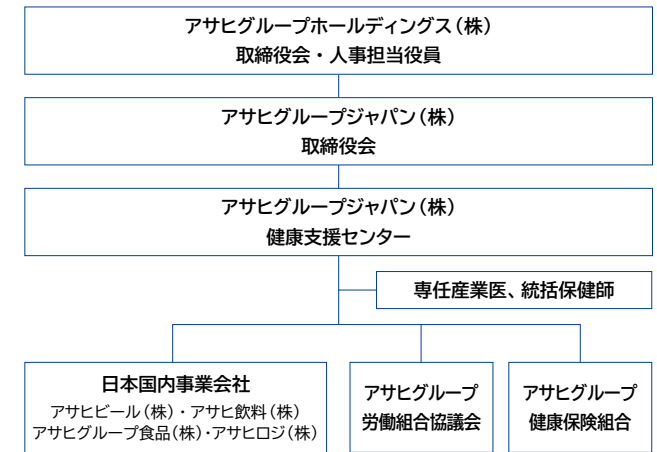 アサヒグループホールディングス(株)
取締役会・人事担当役員
アサヒグループジャパン(株)
取締役会
アサヒグループジャパン(株)
健康支援センター
専任産業医、統括保健師
日本国内事業会社
アサヒビール(株)・アサヒ飲料(株)
アサヒグループ食品(株)・アサヒロジ(株)
アサヒグループ
労働組合協議会
アサヒグループ
健康保険組合